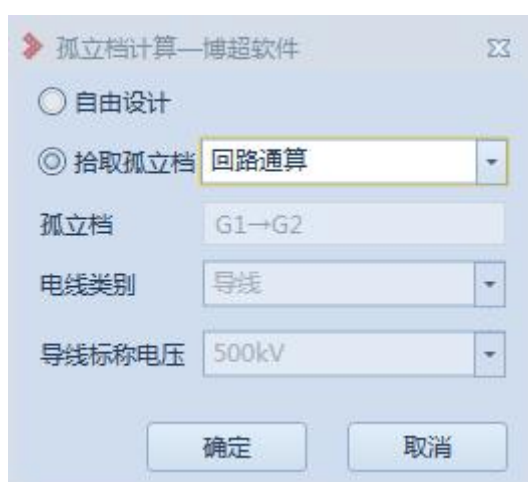 孤立档计算—博超软件
自由设计
拾取孤立档 回路通算
孤立档 G1→G2
电线类别 导线
导线标称电压 500kV
确定 取消